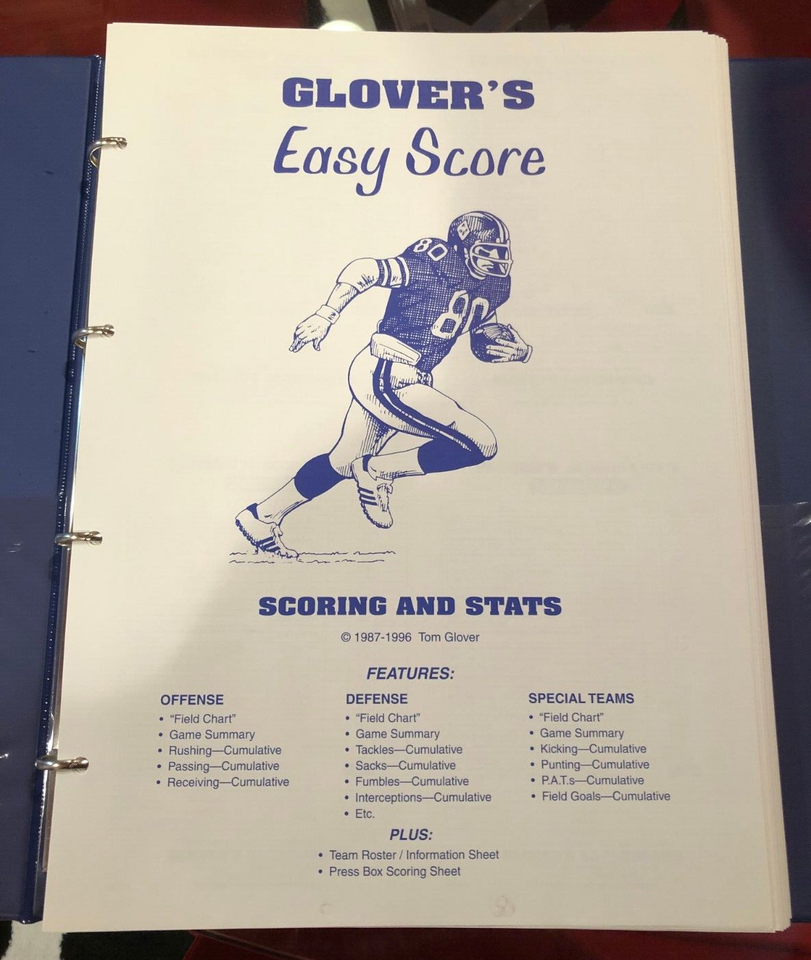 GLOVER'S
Easy Score
80
80
SCORING AND STATS
© 1987-1996 Tom Glover
FEATURES:
OFFENSE
• “Field Chart”
• Game Summary
• Rushing—Cumulative
• Passing—Cumulative
• Receiving—Cumulative
DEFENSE
• “Field Chart”
• Game Summary
• Tackles—Cumulative
• Sacks—Cumulative
• Fumbles—Cumulative
• Interceptions—Cumulative
• Etc.
SPECIAL TEAMS
• “Field Chart”
• Game Summary
• Kicking—Cumulative
• Punting—Cumulative
• P.A.T.s—Cumulative
• Field Goals—Cumulative
PLUS:
• Team Roster / Information Sheet
• Press Box Scoring Sheet